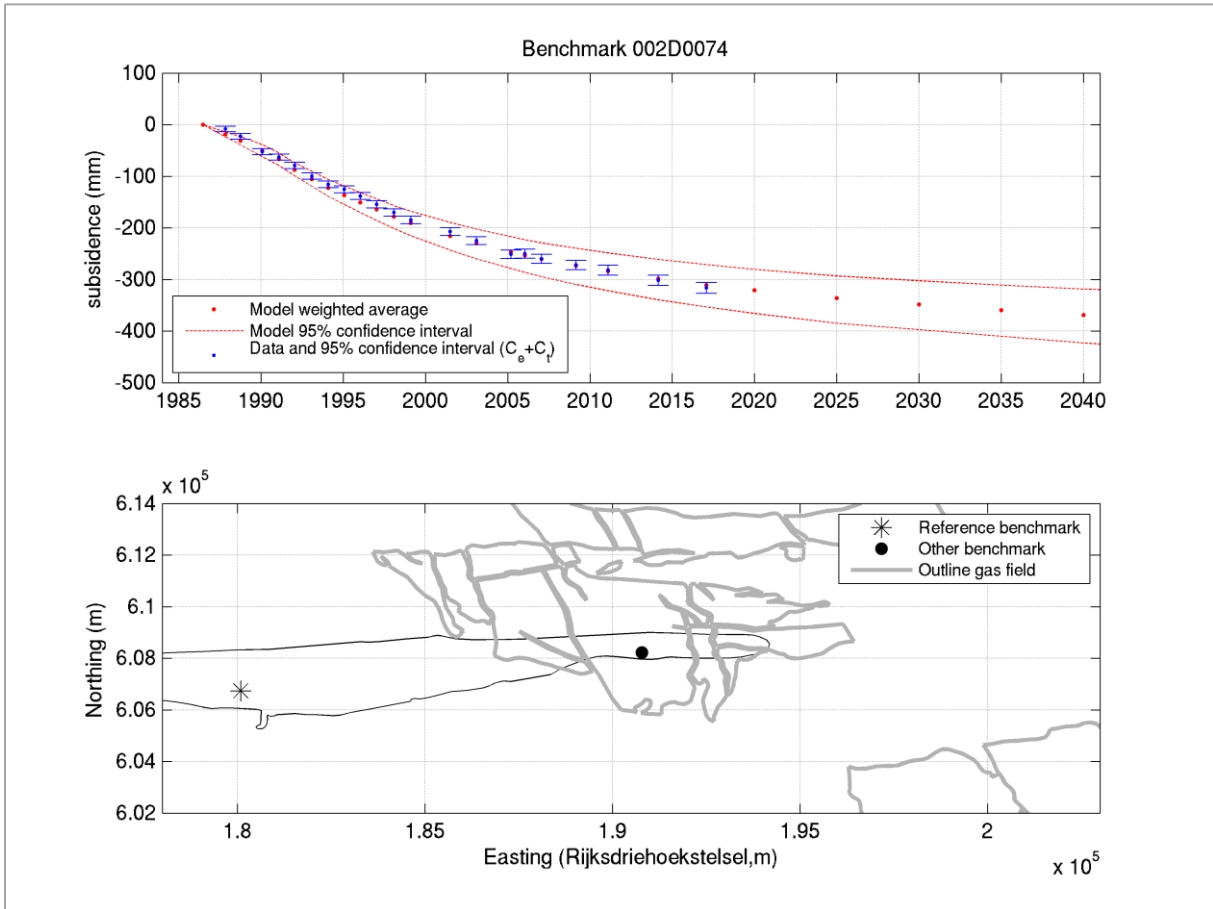 Benchmark 002D0074
100
0
-100
-200
-300
-400
-500
subsidence (mm)
Model weighted average
Model 95% confidence interval
Data and 95% confidence interval (C_e+C_t)
1985 1990 1995 2000 2005 2010 2015 2020 2025 2030 2035 2040
x 10^5
6.14
6.12
6.1
6.08
6.06
6.04
6.02
Northing (m)
Reference benchmark
Other benchmark
Outline gas field
1.8 1.85 1.9 1.95 2
Easting (Rijksdriehoekstelsel,m)
x 10^5